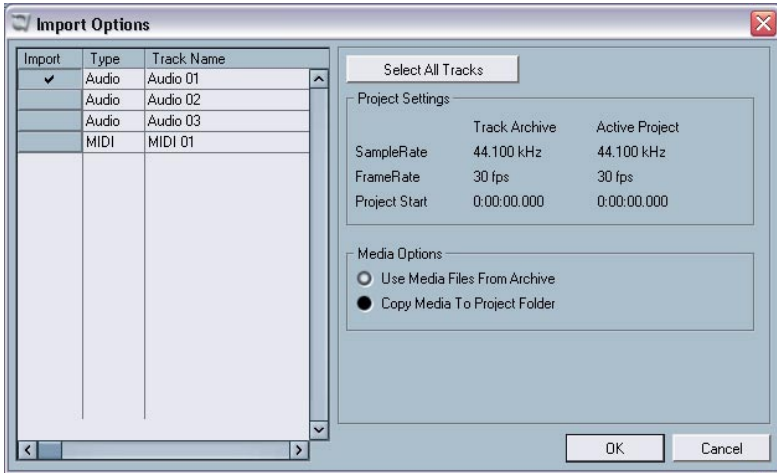 Import Options
Import Type Track Name
Audio Audio 01
Audio Audio 02
Audio Audio 03
MIDI MIDI 01
Select All Tracks
Project Settings
Track Archive Active Project
SampleRate 44.100 kHz 44.100 kHz
FrameRate 30 fps 30 fps
Project Start 0:00:00.000 0:00:00.000
Media Options
Use Media Files From Archive
Copy Media To Project Folder
OK Cancel